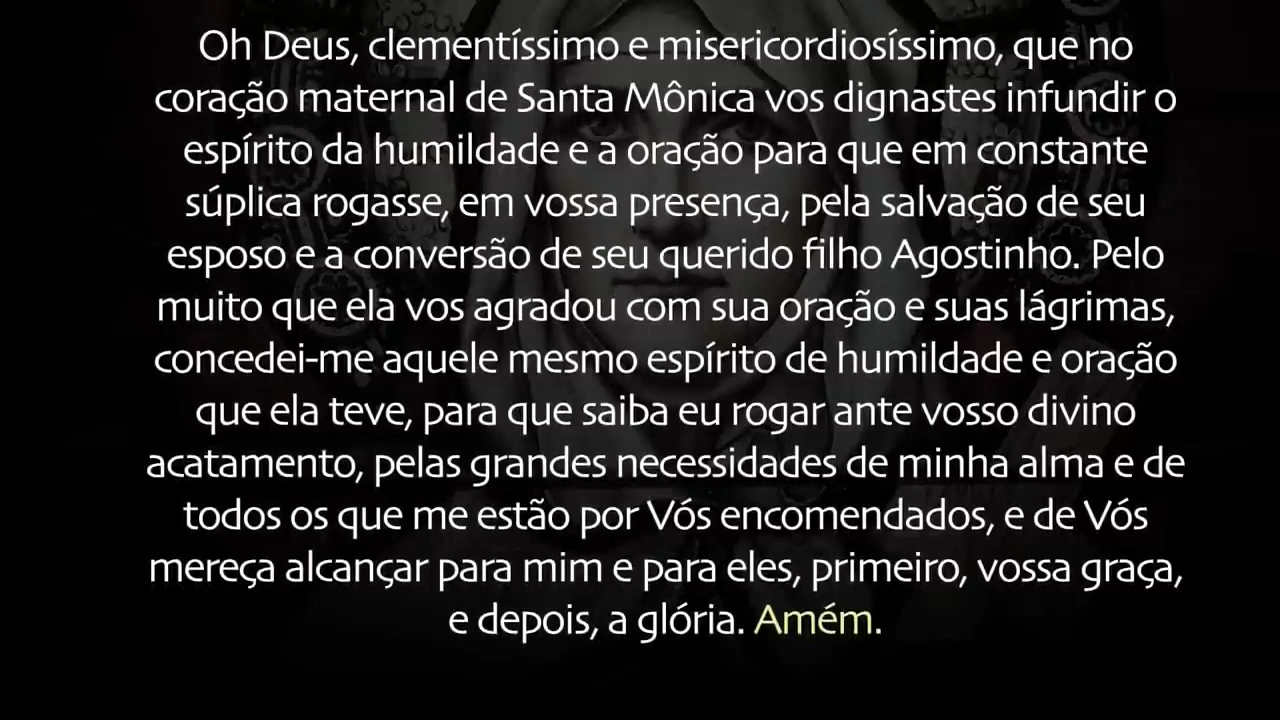 Oh Deus, clementíssimo e misericordiosíssimo, que no
coração maternal de Santa Mônica vos dignastes infundir o
espírito da humildade e a oração para que em constante
súplica rogasse, em vossa presença, pela salvação de seu
esposo e a conversão de seu querido filho Agostinho. Pelo
muito que ela vos agradou com sua oração e suas lágrimas,
concedei-me aquele mesmo espírito de humildade e oração
que ela teve, para que saiba eu rogar ante vosso divino
acatamento, pelas grandes necessidades de minha alma e de
todos os que me estão por Vós encomendados, e de Vós
mereça alcançar para mim e para eles, primeiro, vossa graça,
e depois, a glória. Amém.